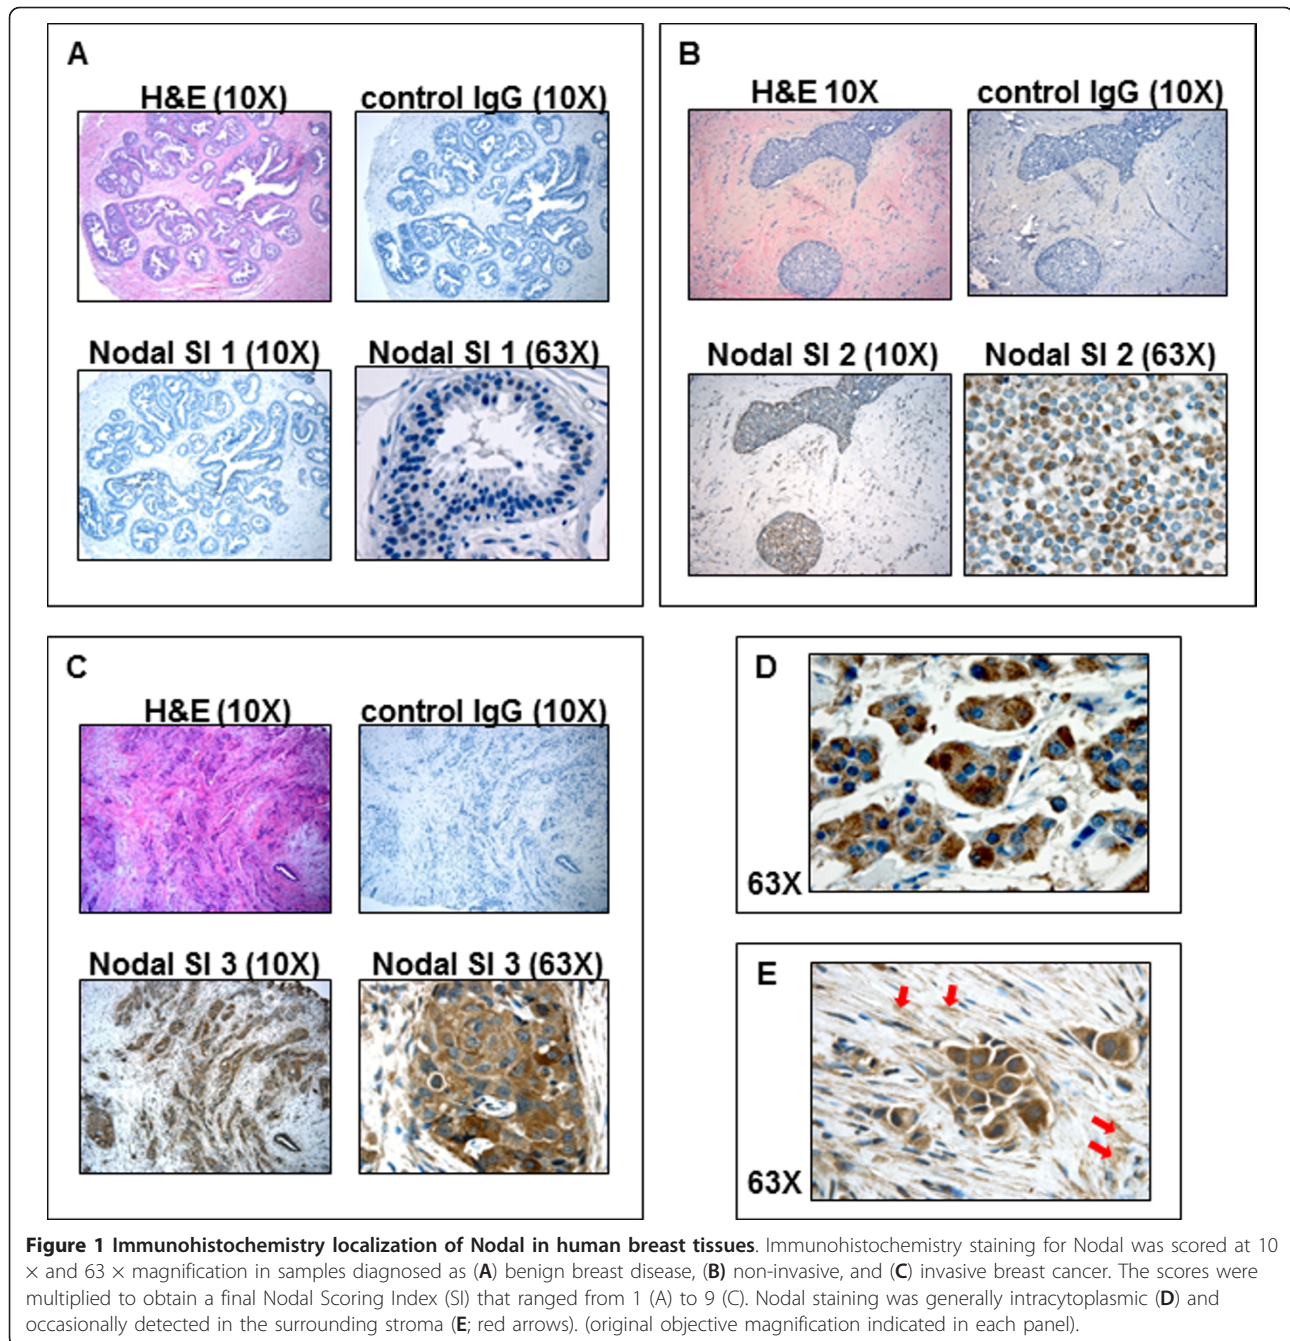 A
H&E (10X) control IgG (10X)
Nodal SI 1 (10X) Nodal SI 1 (63X)
B
H&E 10X control IgG (10X)
Nodal SI 2 (10X) Nodal SI 2 (63X)
C
H&E (10X) control IgG (10X)
Nodal SI 3 (10X) Nodal SI 3 (63X)
D
63X
E
63X
Figure 1 Immunohistochemistry localization of Nodal in human breast tissues. Immunohistochemistry staining for Nodal was scored at 10
× and 63 × magnification in samples diagnosed as (A) benign breast disease, (B) non-invasive, and (C) invasive breast cancer. The scores were
multiplied to obtain a final Nodal Scoring Index (SI) that ranged from 1 (A) to 9 (C). Nodal staining was generally intracytoplasmic (D) and
occasionally detected in the surrounding stroma (E; red arrows). (original objective magnification indicated in each panel).